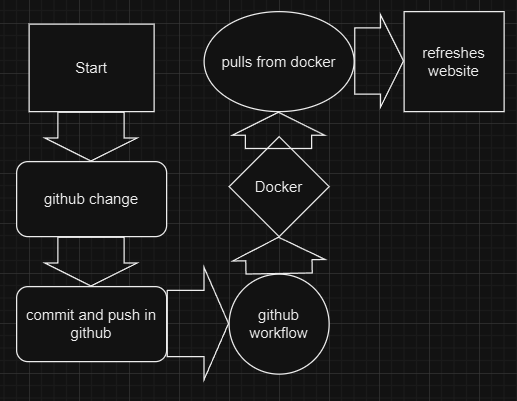 Start
github change
commit and push in
github
github
workflow
Docker
pulls from docker
refreshes
website